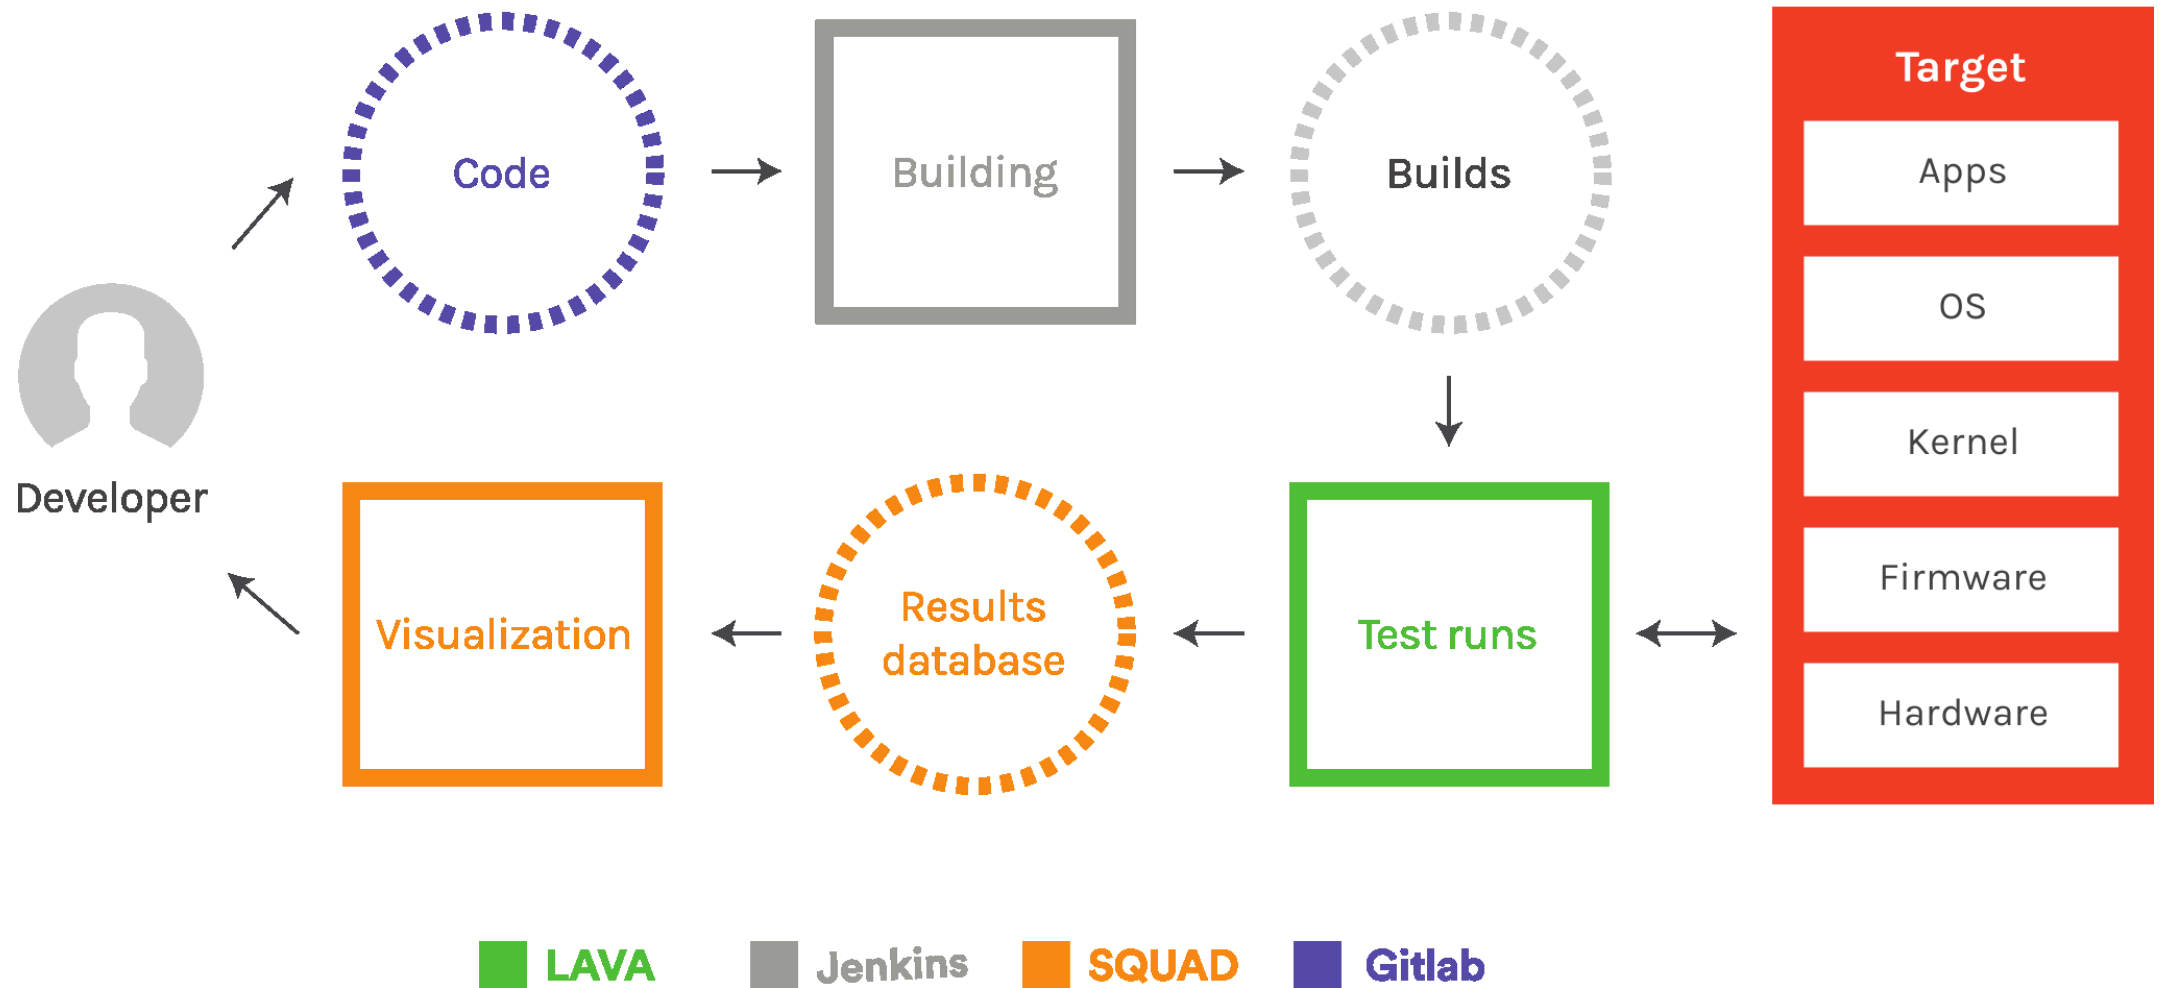 Code
Building
Builds
Target
Apps
OS
Kernel
Firmware
Hardware
Developer
Visualization
Results
database
Test runs
LAVA
Jenkins
SQUAD
Gitlab